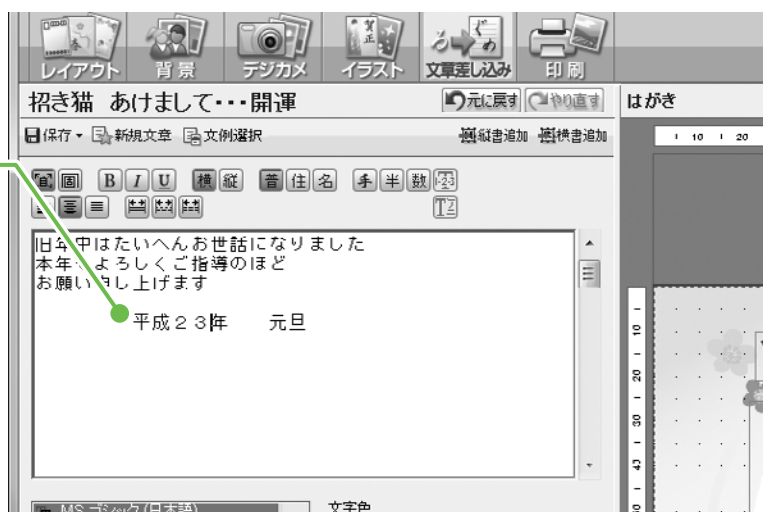 レイアウト 背景 デジカメ イラスト 文章差し込み 印刷
招き猫 あけまして・・・開運 元に戻す やり直す はがき
保存 新規文章 文例選択 縦書追加 横書追加
固 B I U 横 縦 普 住 名 手 半 数
旧年中はたいへんお世話になりました
本年 よろしくご指導のほど
お願い申し上げます
平成２３年 元旦
MS ゴシック(日本語) 文字色
10 20
10
20
30